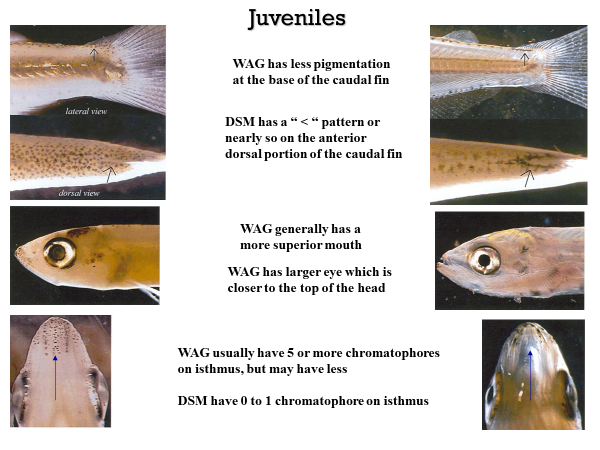 Juveniles
WAG has less pigmentation
at the base of the caudal fin
lateral view
DSM has a “ < “ pattern or
nearly so on the anterior
dorsal portion of the caudal fin
dorsal view
WAG generally has a
more superior mouth
WAG has larger eye which is
closer to the top of the head
WAG usually have 5 or more chromatophores
on isthmus, but may have less
DSM have 0 to 1 chromatophore on isthmus